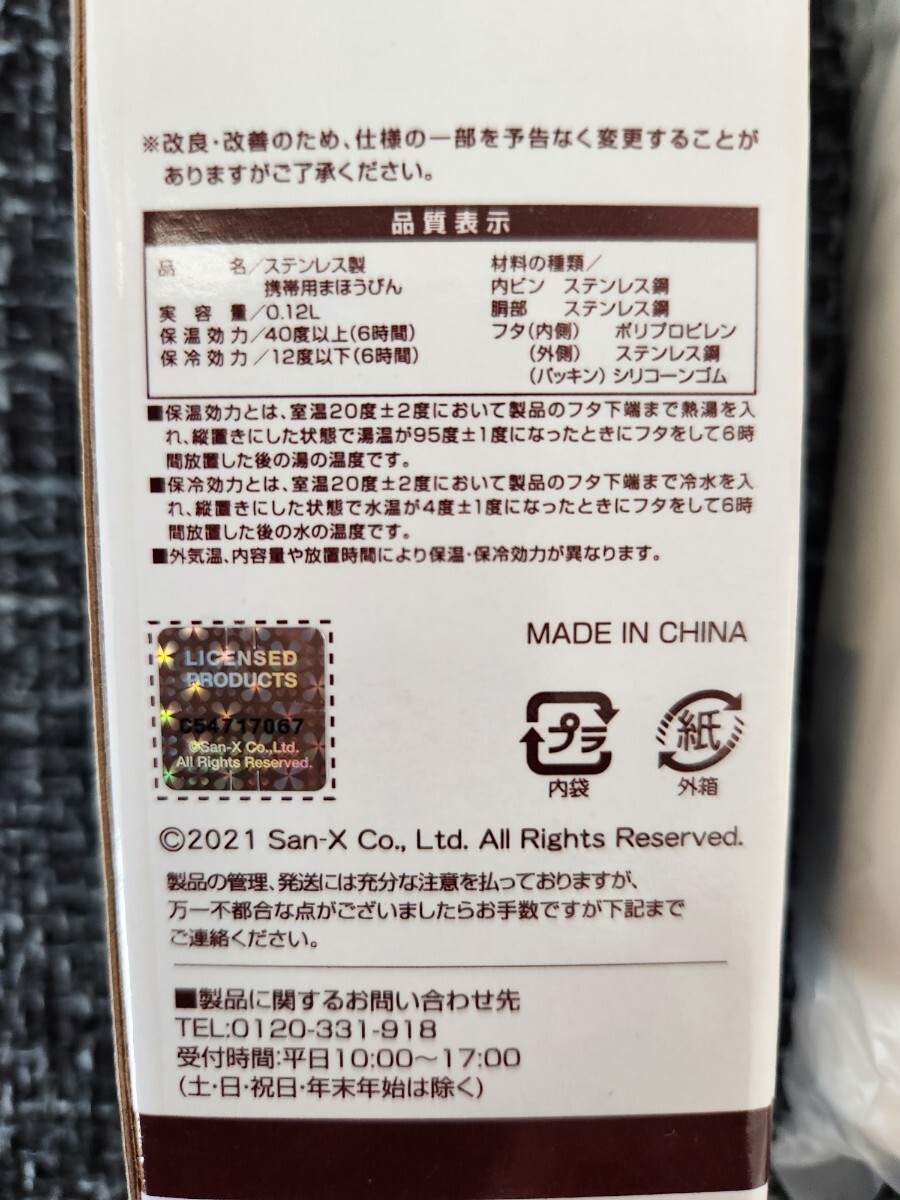 ※改良・改善のため、仕様の一部を予告なく変更することが
ありますがご了承ください。
品質表示
品名／ステンレス製
携帯用まほうびん
実容量／0.12L
保温効力／40度以上(6時間)
保冷効力／12度以下(6時間)
材料の種類／
内ビン ステンレス鋼
胴部 ステンレス鋼
フタ(内側) ポリプロピレン
(外側) ステンレス鋼
(パッキン) シリコーンゴム
■保温効力とは、室温20度±2度において製品のフタ下端まで熱湯を入
れ、縦置きにした状態で湯温が95度±1度になったときにフタをして6時
間放置した後の湯の温度です。
■保冷効力とは、室温20度±2度において製品のフタ下端まで冷水を入
れ、縦置きにした状態で水温が4度±1度になったときにフタをして6時
間放置した後の水の温度です。
■外気温、内容量や放置時間により保温・保冷効力が異なります。
LICENSED
PRODUCTS
C54717067
©San-X Co.,Ltd.
All Rights Reserved.
MADE IN CHINA
プラ
内袋
紙
外箱
©2021 San-X Co., Ltd. All Rights Reserved.
製品の管理、発送には充分な注意を払っておりますが、
万一不都合な点がございましたらお手数ですが下記まで
ご連絡ください。
■製品に関するお問い合わせ先
TEL:0120-331-918
受付時間:平日10:00～17:00
(土・日・祝日・年末年始は除く)